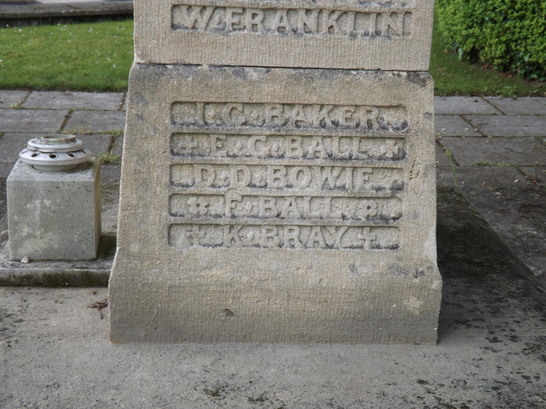 W. FRANKLIN
J. C. BAKER
F. C. BALL
D. D. BOWIE
F. BALL
K. BRAY